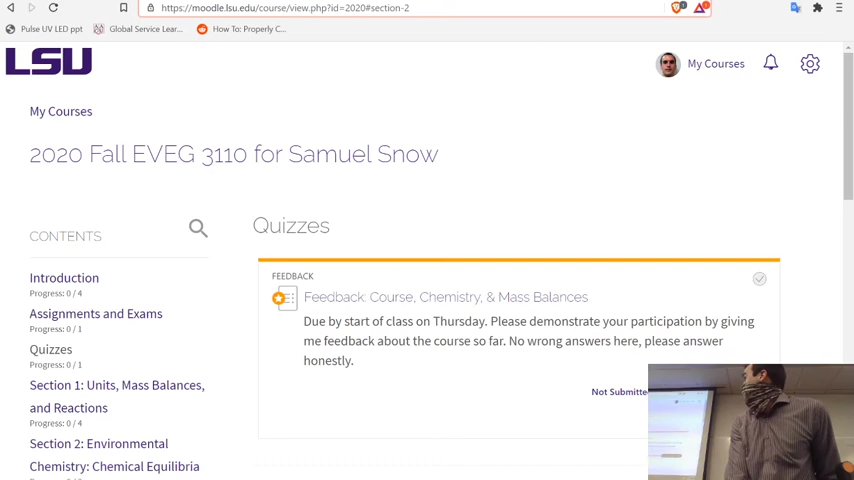 https://moodle.lsu.edu/course/view.php?id=2020#section-2
Pulse UV LED ppt
Global Service Lear...
How To: Properly C...
LSU
My Courses
My Courses
2020 Fall EVEG 3110 for Samuel Snow
CONTENTS
Introduction
Progress: 0 / 4
Assignments and Exams
Progress: 0 / 1
Quizzes
Progress: 0 / 1
Section 1: Units, Mass Balances,
and Reactions
Progress: 0 / 4
Section 2: Environmental
Chemistry: Chemical Equilibria
Quizzes
FEEDBACK
Feedback: Course, Chemistry, & Mass Balances
Due by start of class on Thursday. Please demonstrate your participation by giving
me feedback about the course so far. No wrong answers here, please answer
honestly.
Not Submitte